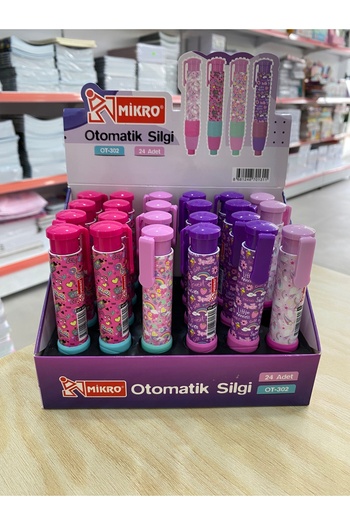 MİKRO®
Otomatik Silgi
OT-302
24 Adet
MİKRO®
Otomatik Silgi
24 Adet
OT-302